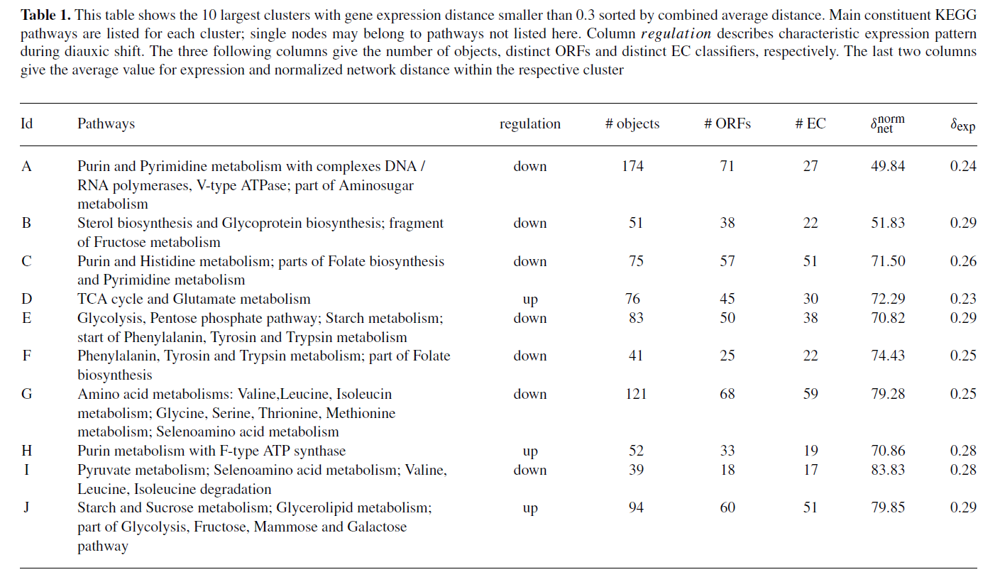 Table 1. This table shows the 10 largest clusters with gene expression distance smaller than 0.3 sorted by combined average distance. Main constituent KEGG
pathways are listed for each cluster; single nodes may belong to pathways not listed here. Column regulation describes characteristic expression pattern
during diauxic shift. The three following columns give the number of objects, distinct ORFs and distinct EC classifiers, respectively. The last two columns
give the average value for expression and normalized network distance within the respective cluster
Id Pathways regulation # objects # ORFs # EC δ norm net δexp
A Purin and Pyrimidine metabolism with complexes DNA / down 174 71 27 49.84 0.24
RNA polymerases, V-type ATPase; part of Aminosugar
metabolism
B Sterol biosynthesis and Glycoprotein biosynthesis; fragment down 51 38 22 51.83 0.29
of Fructose metabolism
C Purin and Histidine metabolism; parts of Folate biosynthesis down 75 57 51 71.50 0.26
and Pyrimidine metabolism
D TCA cycle and Glutamate metabolism up 76 45 30 72.29 0.23
E Glycolysis, Pentose phosphate pathway; Starch metabolism; down 83 50 38 70.82 0.29
start of Phenylalanin, Tyrosin and Trypsin metabolism
F Phenylalanin, Tyrosin and Trypsin metabolism; part of Folate down 41 25 22 74.43 0.25
biosynthesis
G Amino acid metabolisms: Valine,Leucine, Isoleucin down 121 68 59 79.28 0.25
metabolism; Glycine, Serine, Thrionine, Methionine
metabolism; Selenoamino acid metabolism
H Purin metabolism with F-type ATP synthase up 52 33 19 70.86 0.28
I Pyruvate metabolism; Selenoamino acid metabolism; Valine, down 39 18 17 83.83 0.28
Leucine, Isoleucine degradation
J Starch and Sucrose metabolism; Glycerolipid metabolism; up 94 60 51 79.85 0.29
part of Glycolysis, Fructose, Mammose and Galactose
pathway